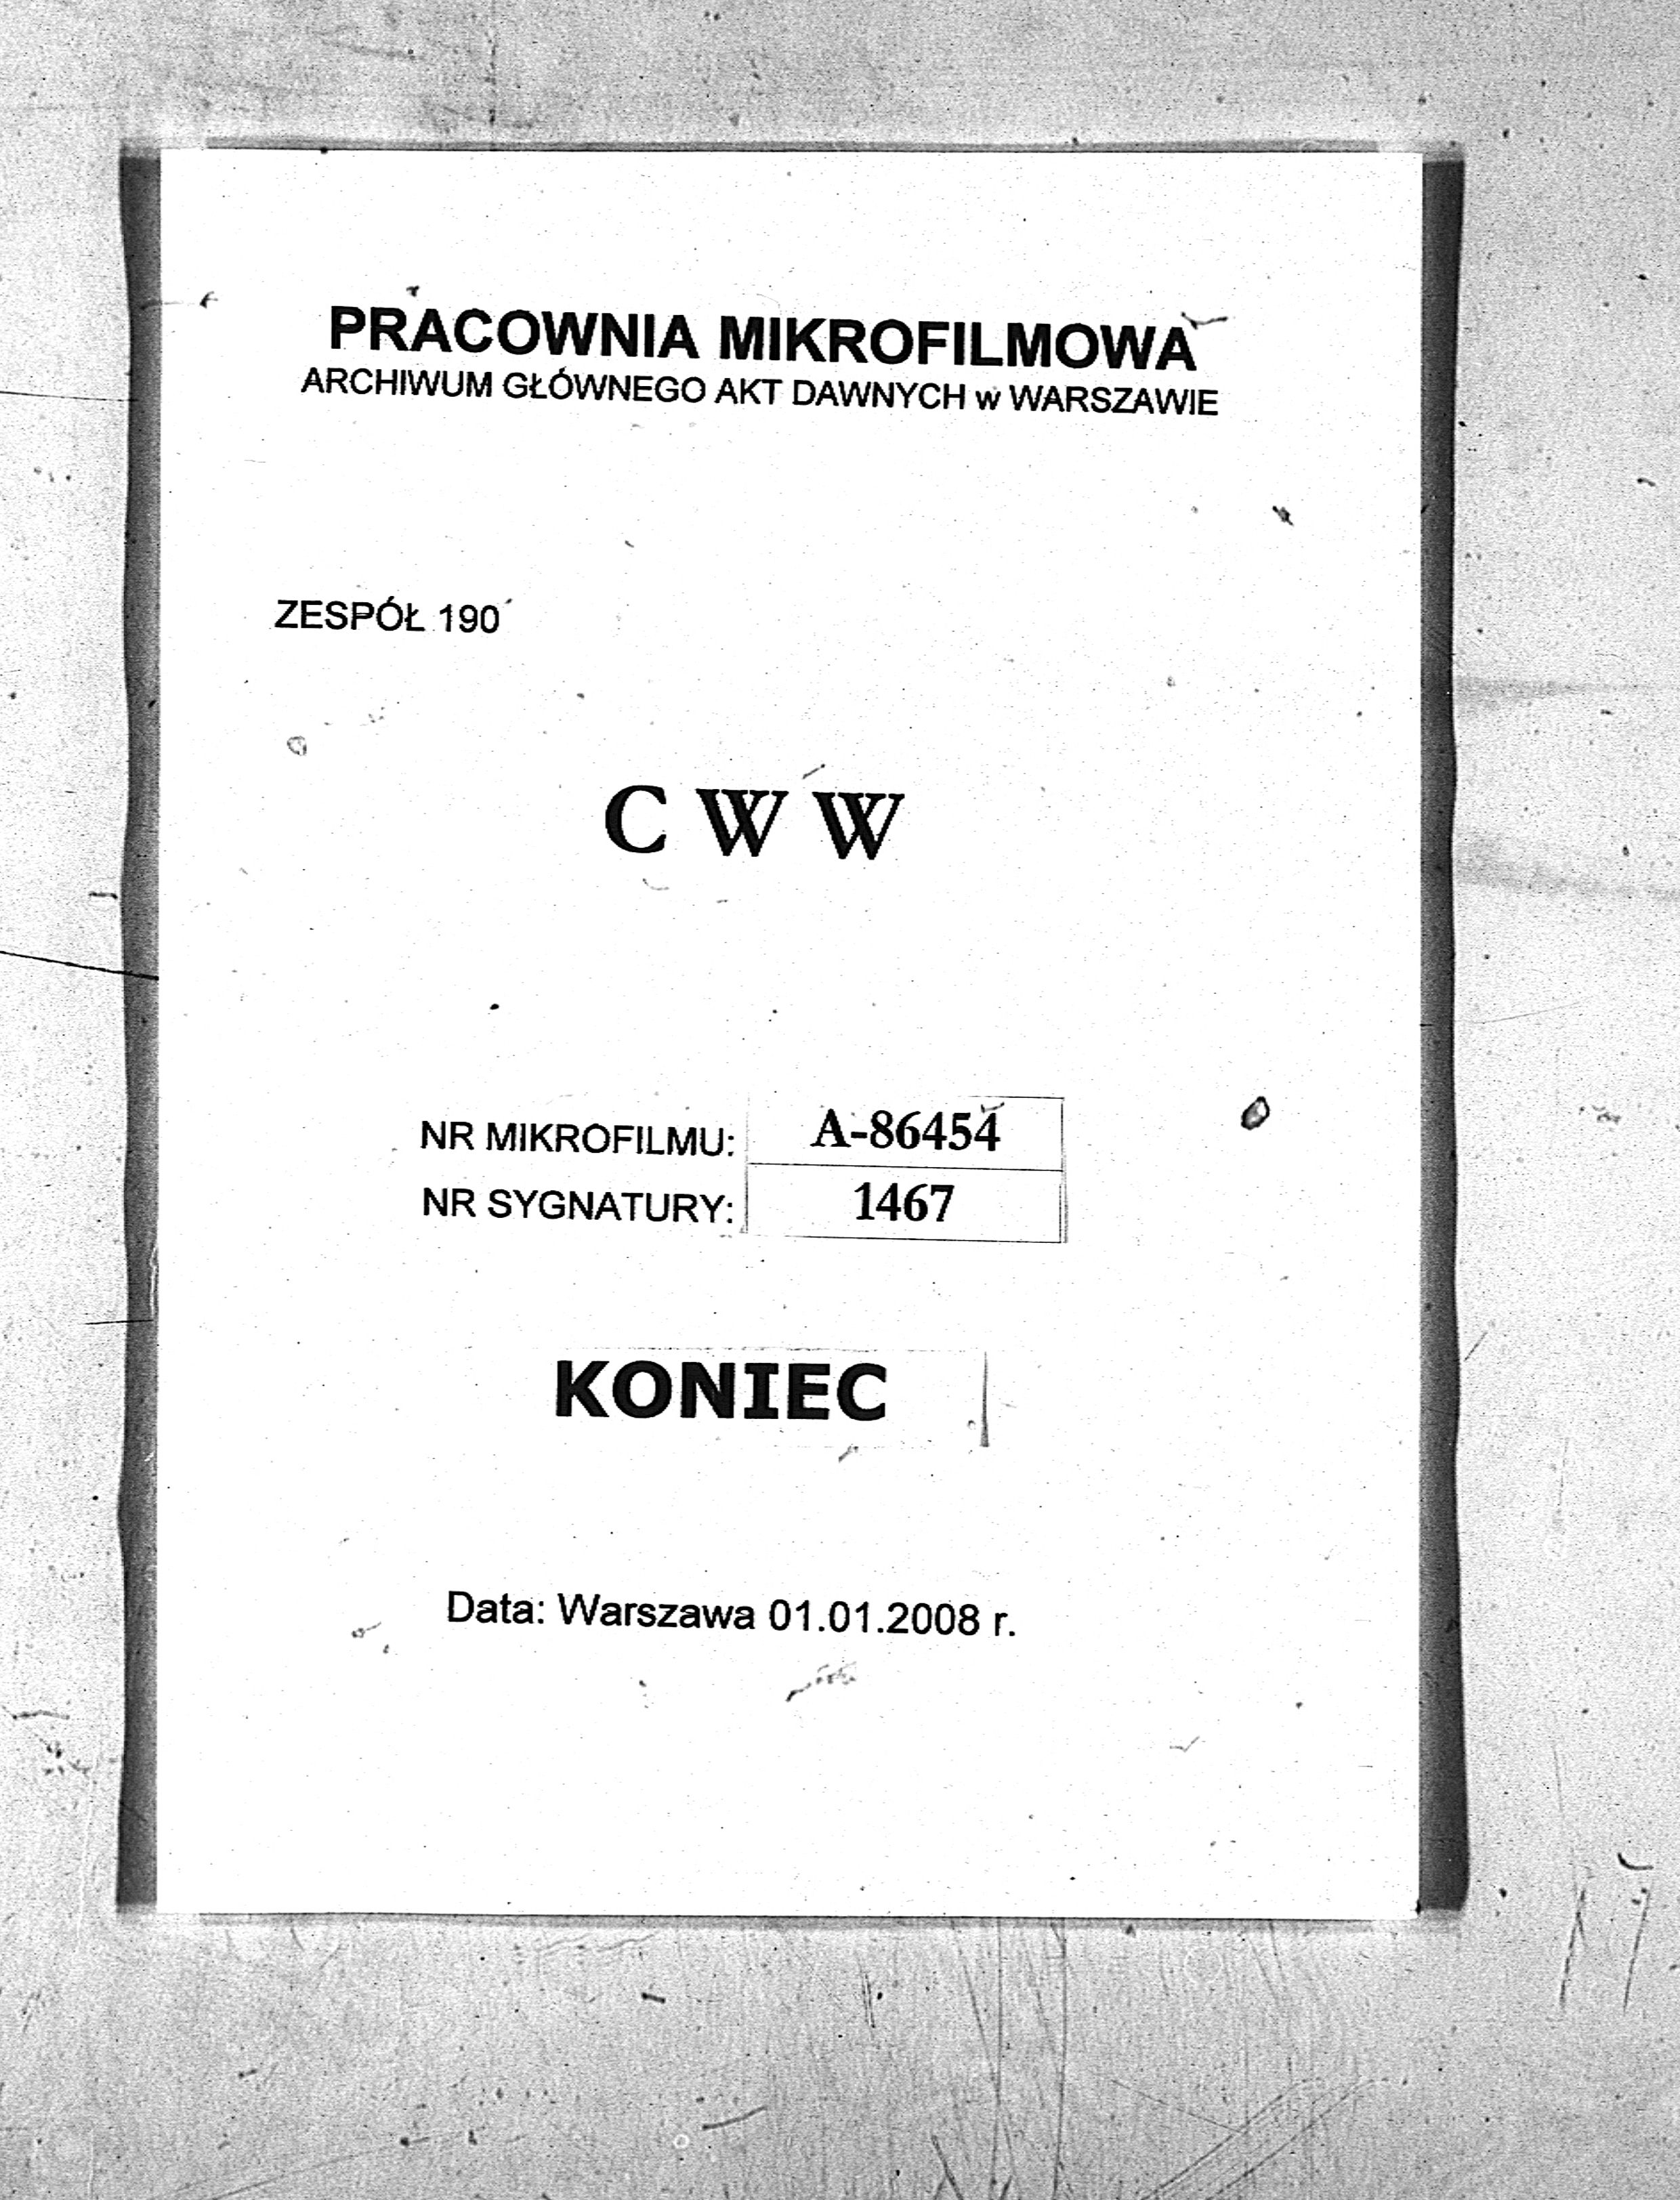 PRACOWNIA MIKROFILMOWA
ARCHIWUM GŁÓWNEGO AKT DAWNYCH w WARSZAWIE
ZESPÓŁ 190
C W W
NR MIKROFILMU: A-86454
NR SYGNATURY: 1467
KONIEC
Data: Warszawa 01.01.2008 r.